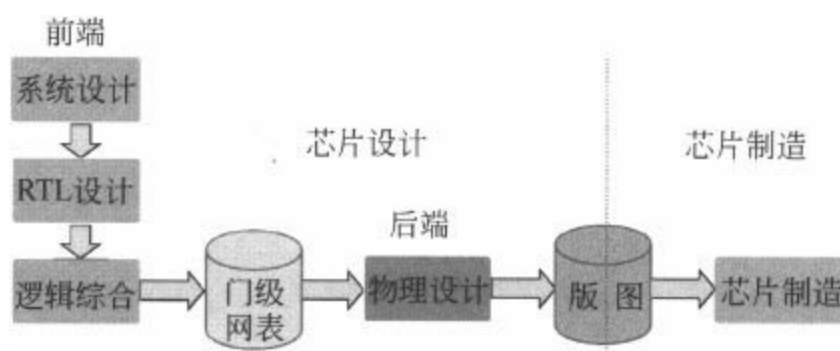 前端
系统设计
芯片设计
芯片制造
RTL设计
后端
逻辑综合
门级
网表
物理设计
版 图
芯片制造